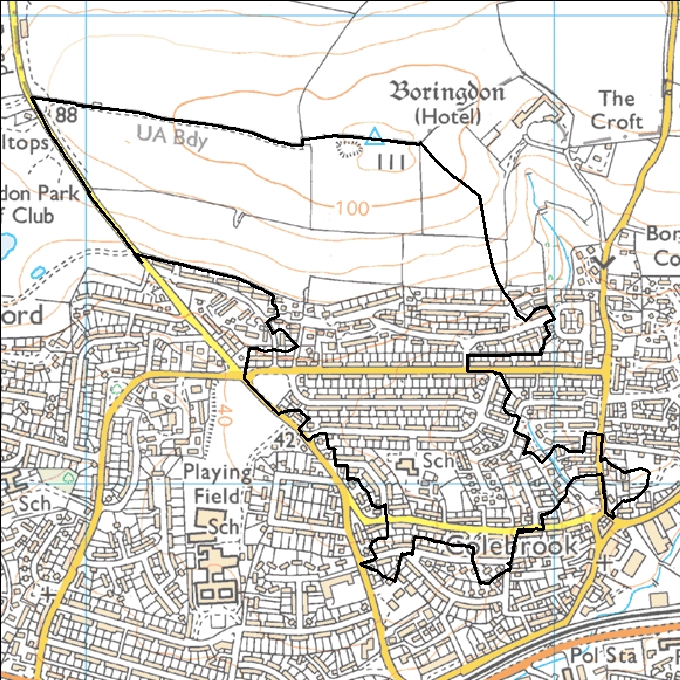 88
Boringdon
(Hotel)
The
Croft
UA Bdy
111
lltops
don Park
f Club
100
Bor
Co
ord
40
42
Sch
Playing
Field
Sch
Sch
Colebrook
Pol Sta